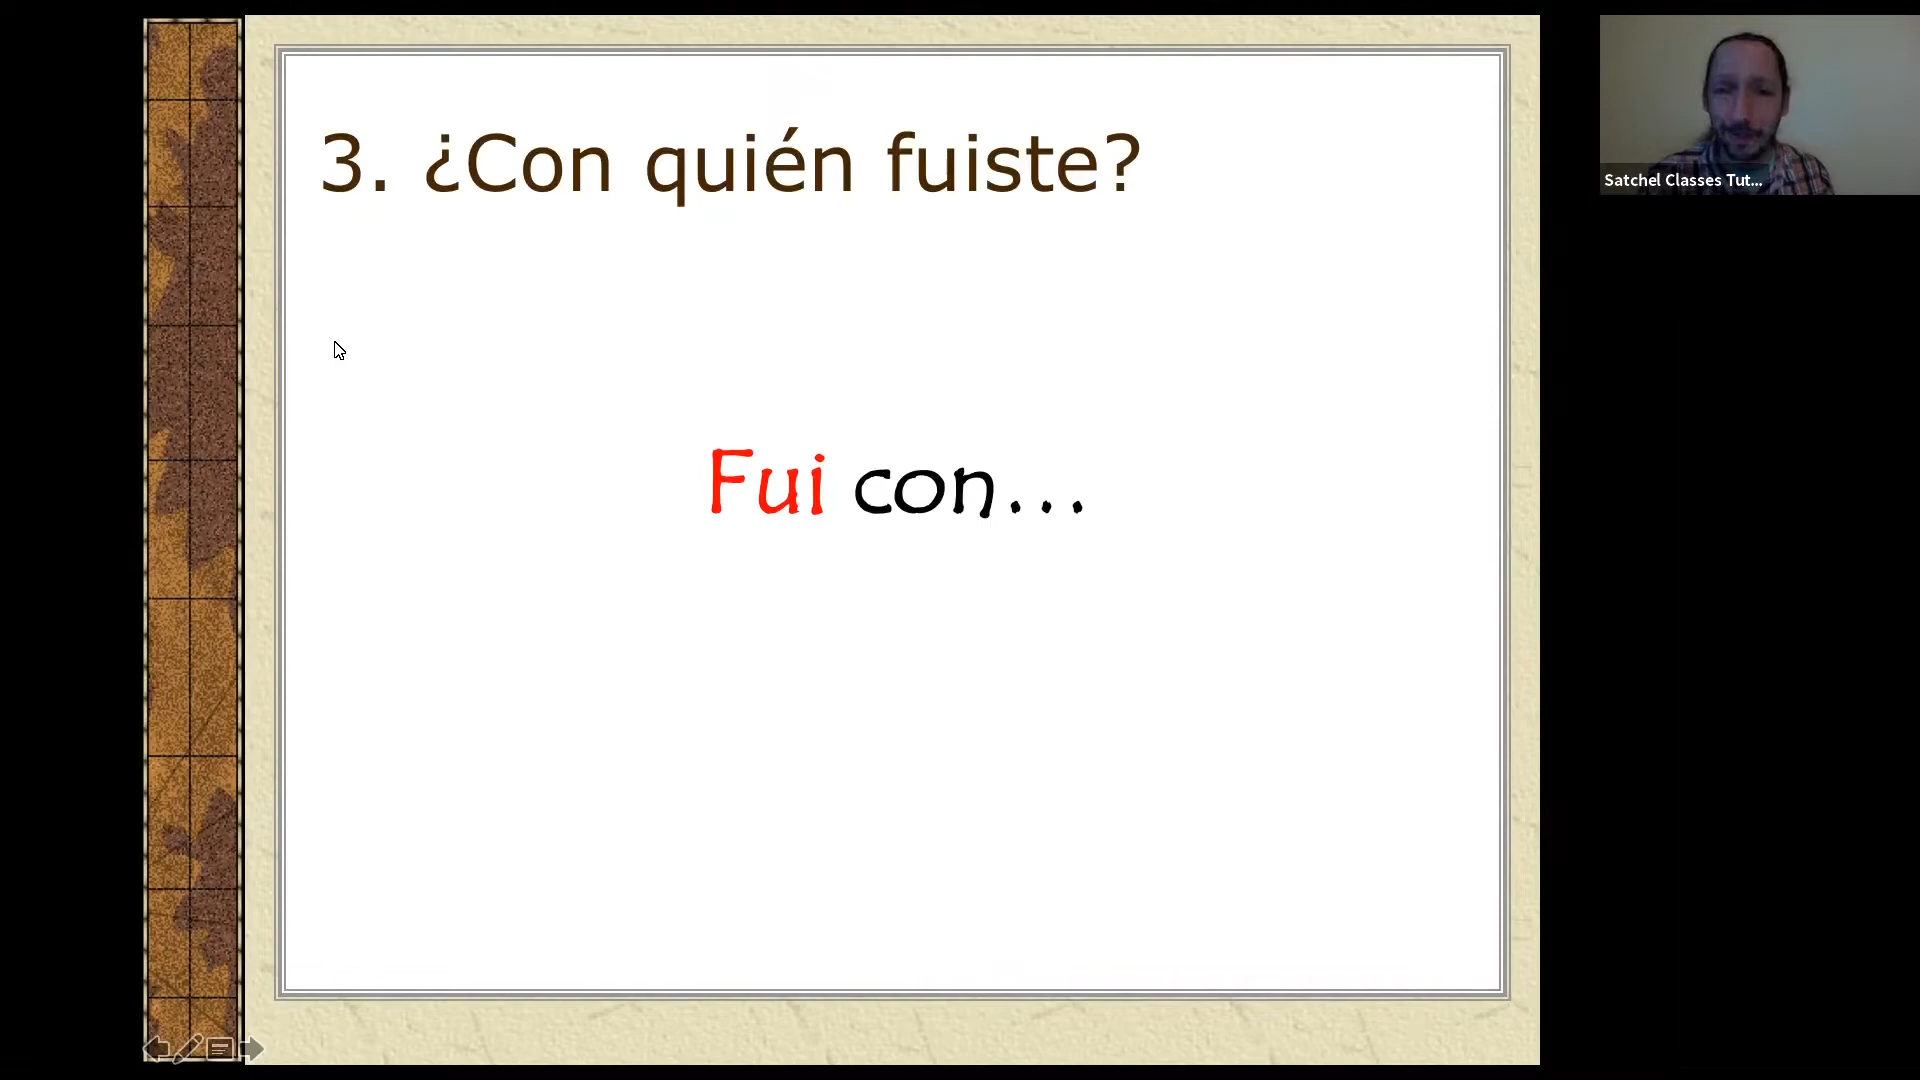 3. ¿Con quién fuiste?
Fui con...
Satchel Classes Tut...